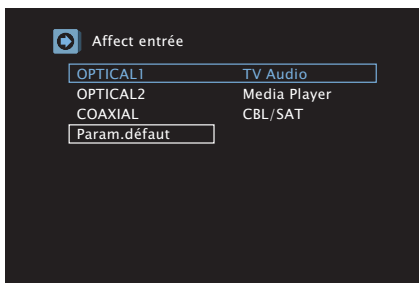 Affect entrée
OPTICAL1 TV Audio
OPTICAL2 Media Player
COAXIAL CBL/SAT
Param.défaut